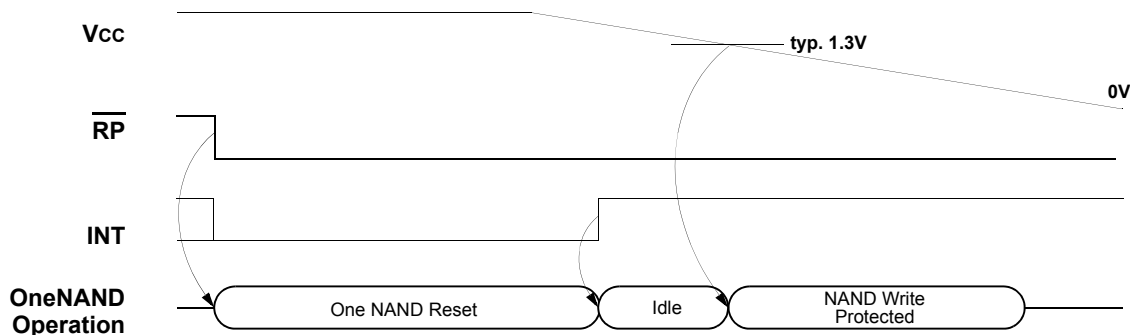 Vcc
typ. 1.3V
0V
RP
INT
OneNAND
Operation
One NAND Reset
Idle
NAND Write
Protected